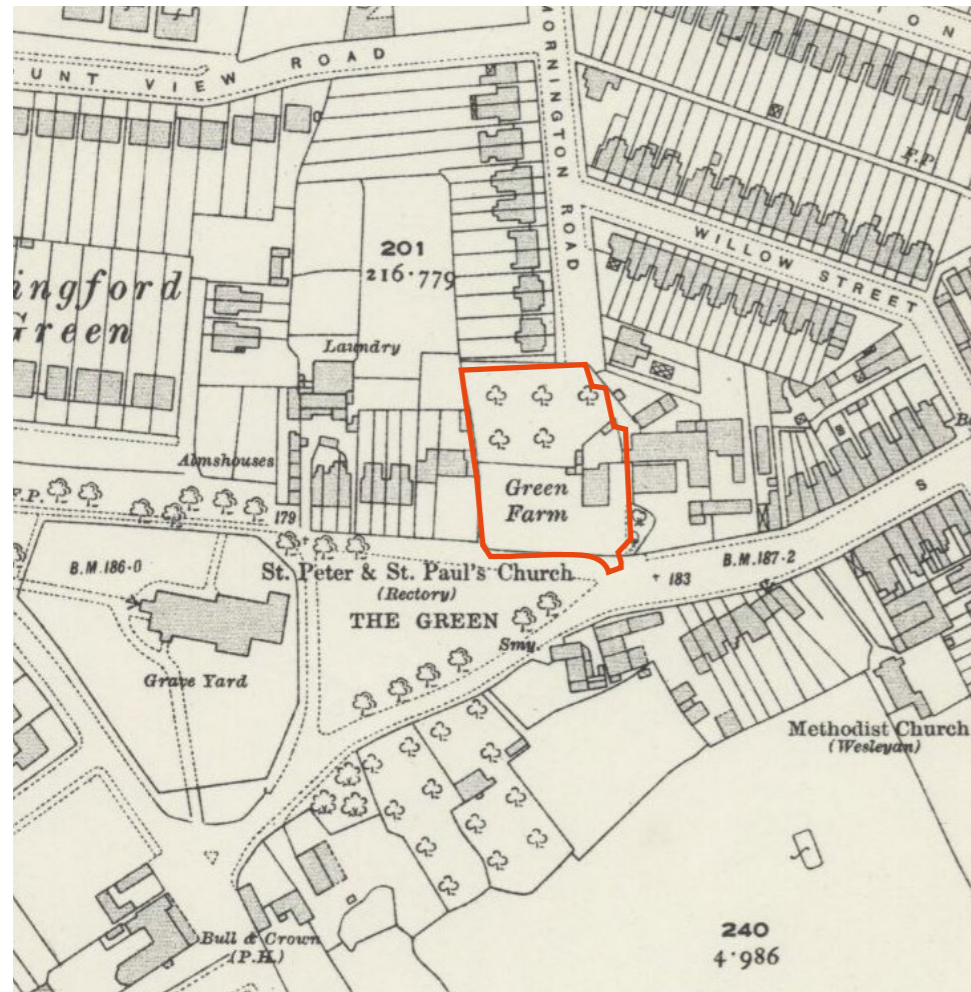 UNT VIEW ROAD
MORNINGTON ROAD
ON
F.P.
WILLOW STREET
201
216·779
ingford
Green
Laundry
Almshouses
F.P.
179
Green
Farm
S
B.M.186·0
B.M.187·2
183
St. Peter & St. Paul's Church
(Rectory)
THE GREEN
Smy.
Grave Yard
Methodist Church
(Wesleyan)
Bull & Crown
(P.H.)
240
4·986